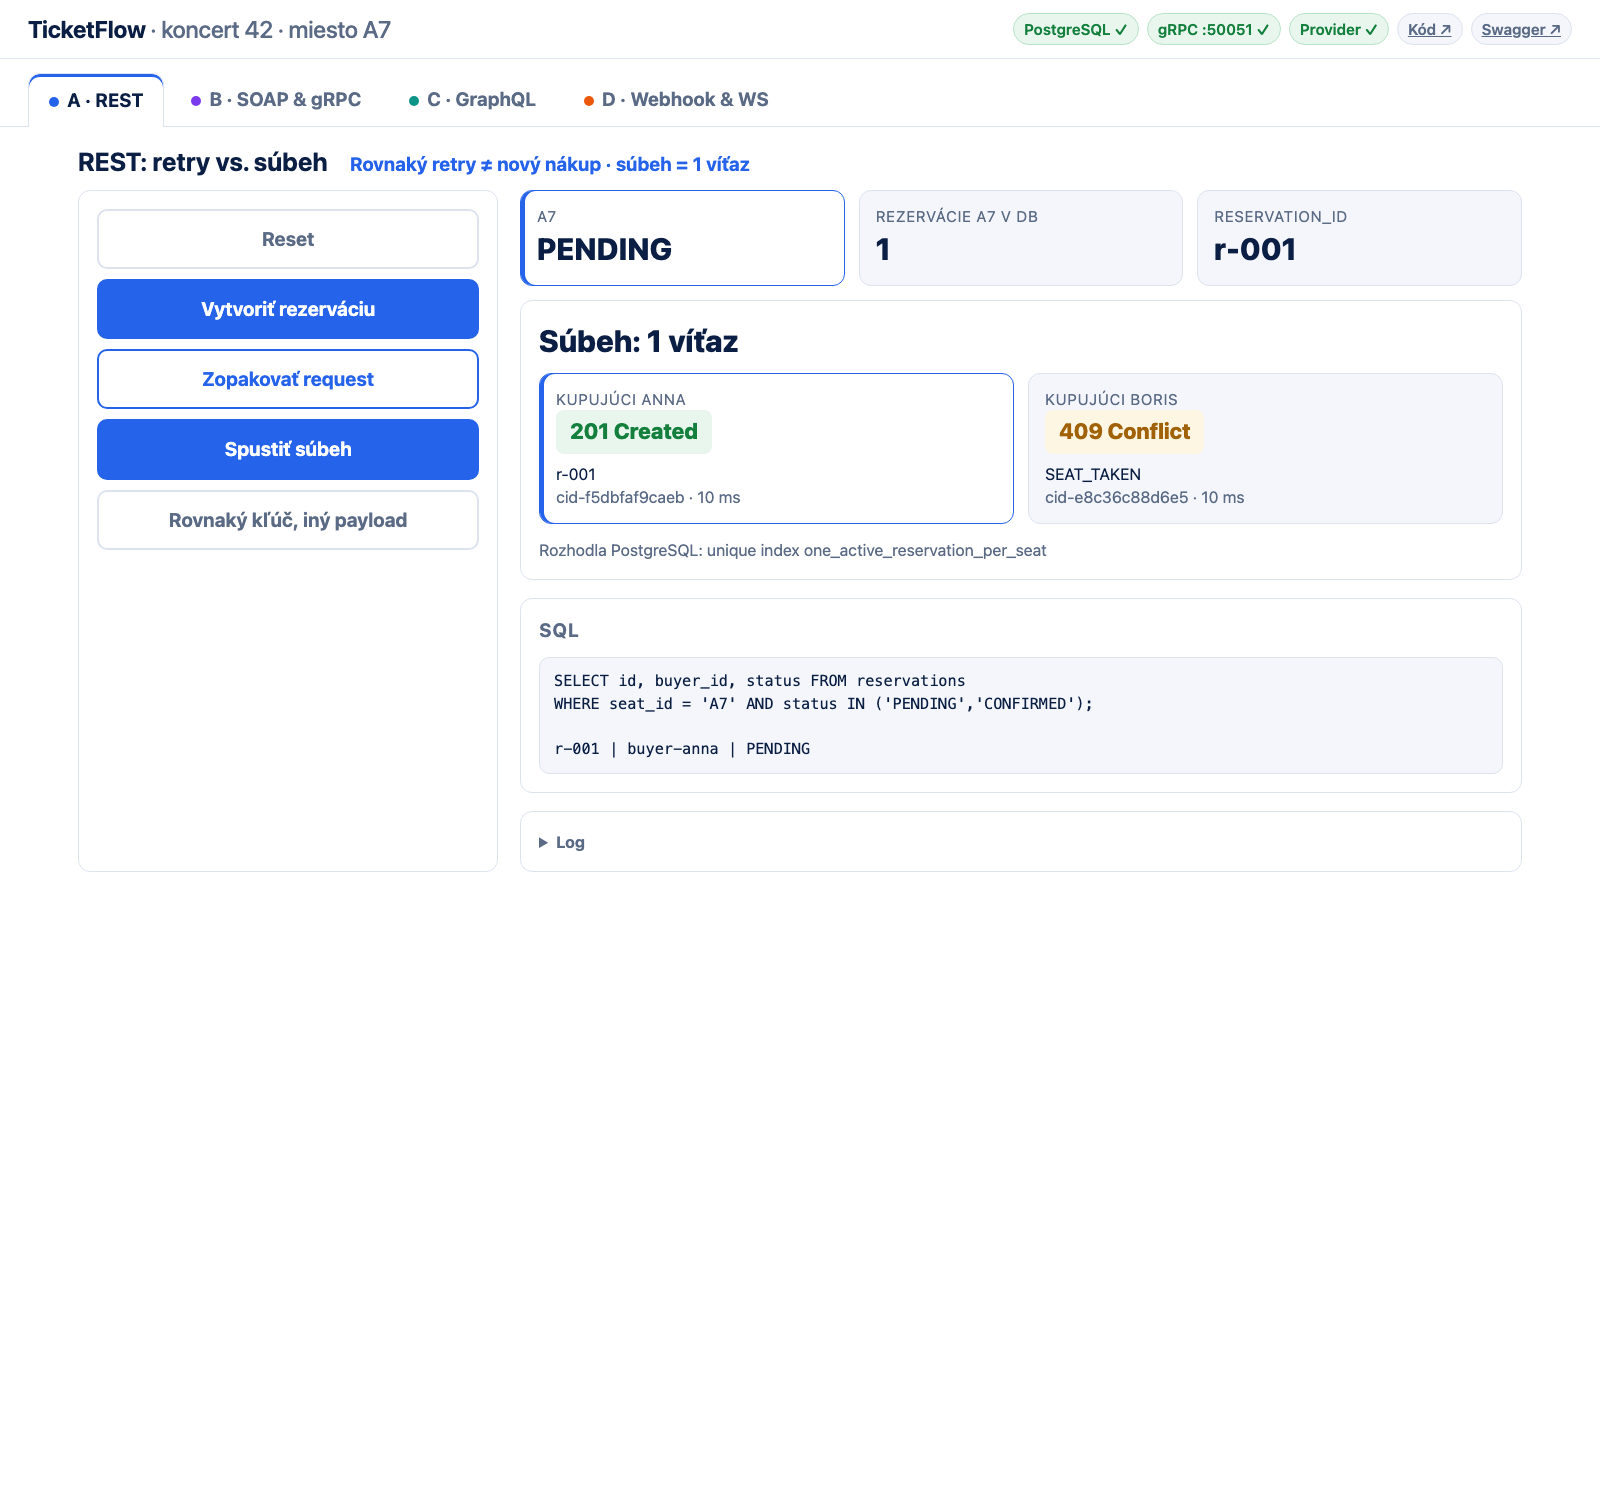 TicketFlow · koncert 42 · miesto A7
PostgreSQL ✓
gRPC :50051 ✓
Provider ✓
Kód ↗
Swagger ↗
A · REST
B · SOAP & gRPC
C · GraphQL
D · Webhook & WS
REST: retry vs. súbeh
Rovnaký retry ≠ nový nákup · súbeh = 1 víťaz
Reset
Vytvoriť rezerváciu
Zopakovať request
Spustiť súbeh
Rovnaký kľúč, iný payload
A7
PENDING
REZERVÁCIE A7 V DB
1
RESERVATION_ID
r-001
Súbeh: 1 víťaz
KUPUJÚCI ANNA
201 Created
r-001
cid-f5dbfaf9caeb · 10 ms
KUPUJÚCI BORIS
409 Conflict
SEAT_TAKEN
cid-e8c36c88d6e5 · 10 ms
Rozhodla PostgreSQL: unique index one_active_reservation_per_seat
SQL
SELECT id, buyer_id, status FROM reservations
WHERE seat_id = 'A7' AND status IN ('PENDING','CONFIRMED');
r-001 | buyer-anna | PENDING
Log